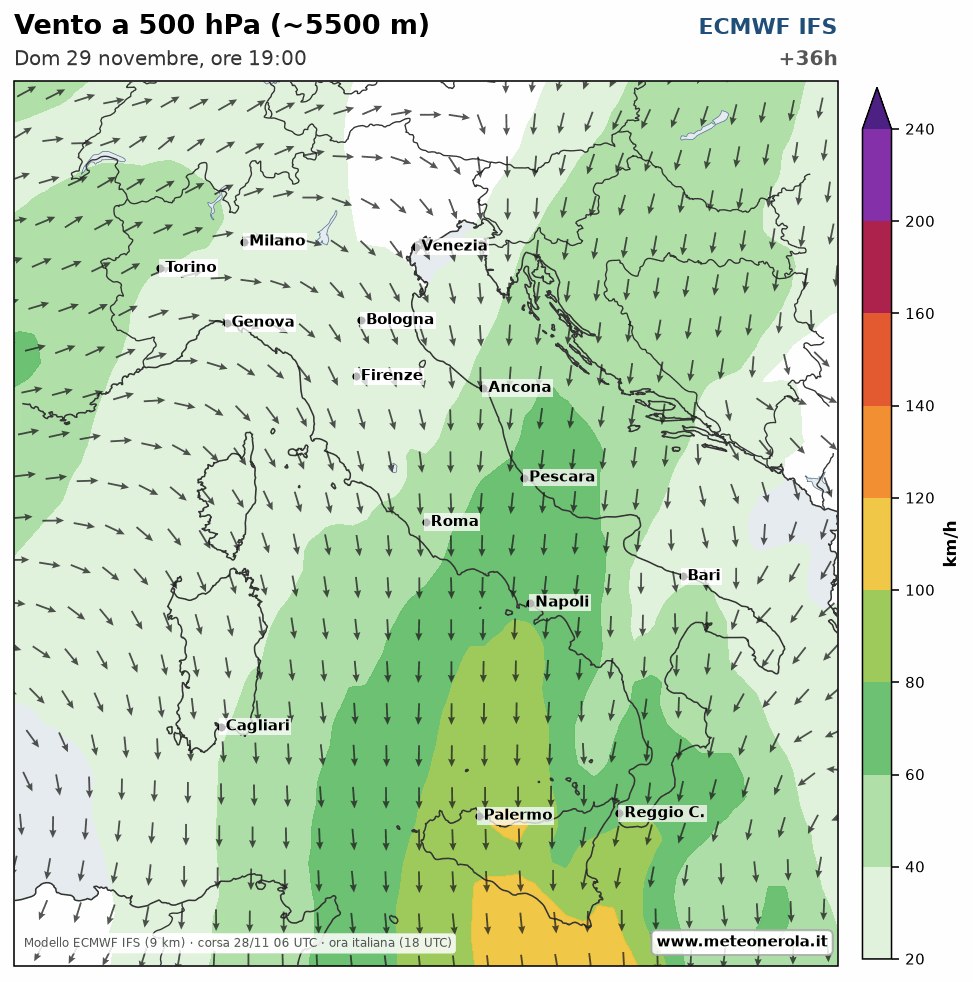 Vento a 500 hPa (~5500 m)
ECMWF IFS
Dom 29 novembre, ore 19:00
+36h
Milano
Venezia
Torino
Genova
Bologna
Firenze
Ancona
Pescara
Roma
Bari
Napoli
Cagliari
Palermo
Reggio C.
240
200
160
140
120
100
80
60
40
20
km/h
Modello ECMWF IFS (9 km) · corsa 28/11 06 UTC · ora italiana (18 UTC)
www.meteonerola.it